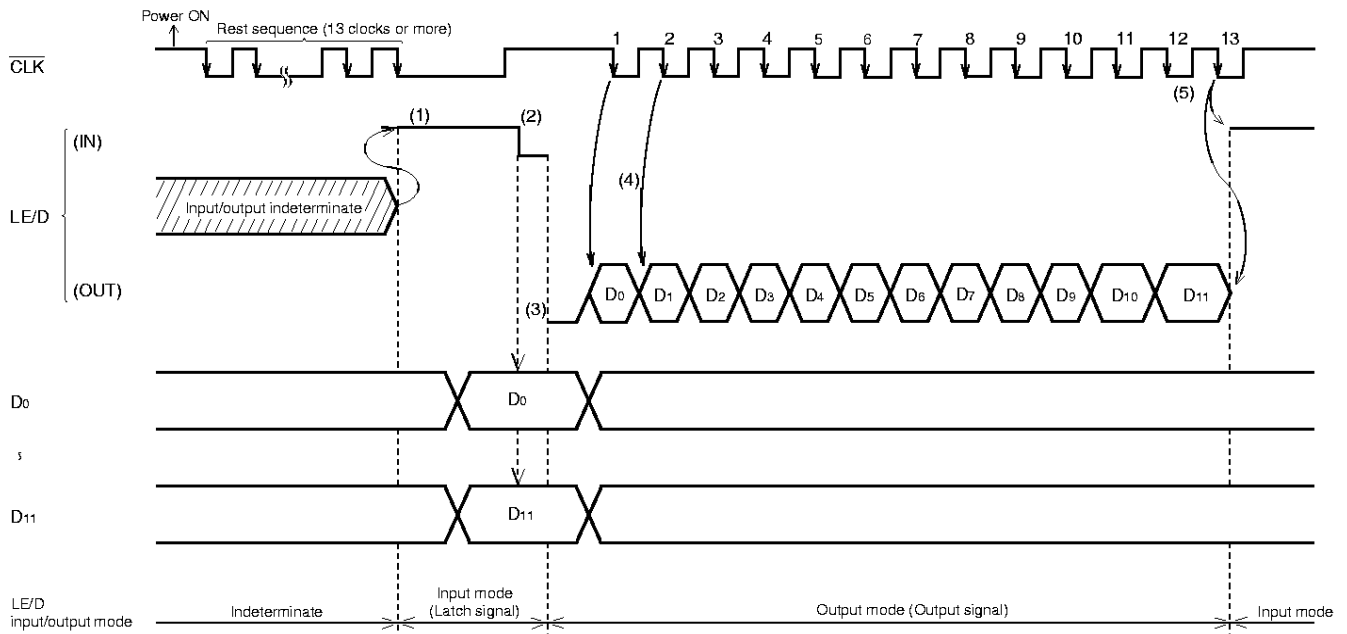 Power ON
Rest sequence (13 clocks or more)
1 2 3 4 5 6 7 8 9 10 11 12 13
CLK
(5)
(1) (2)
(IN)
(4)
LE/D
Input/output indeterminate
(OUT)
(3)
D0 D1 D2 D3 D4 D5 D6 D7 D8 D9 D10 D11
D0
D0
D11
D11
LE/D
input/output mode
Indeterminate
Input mode
(Latch signal)
Output mode (Output signal)
Input mode